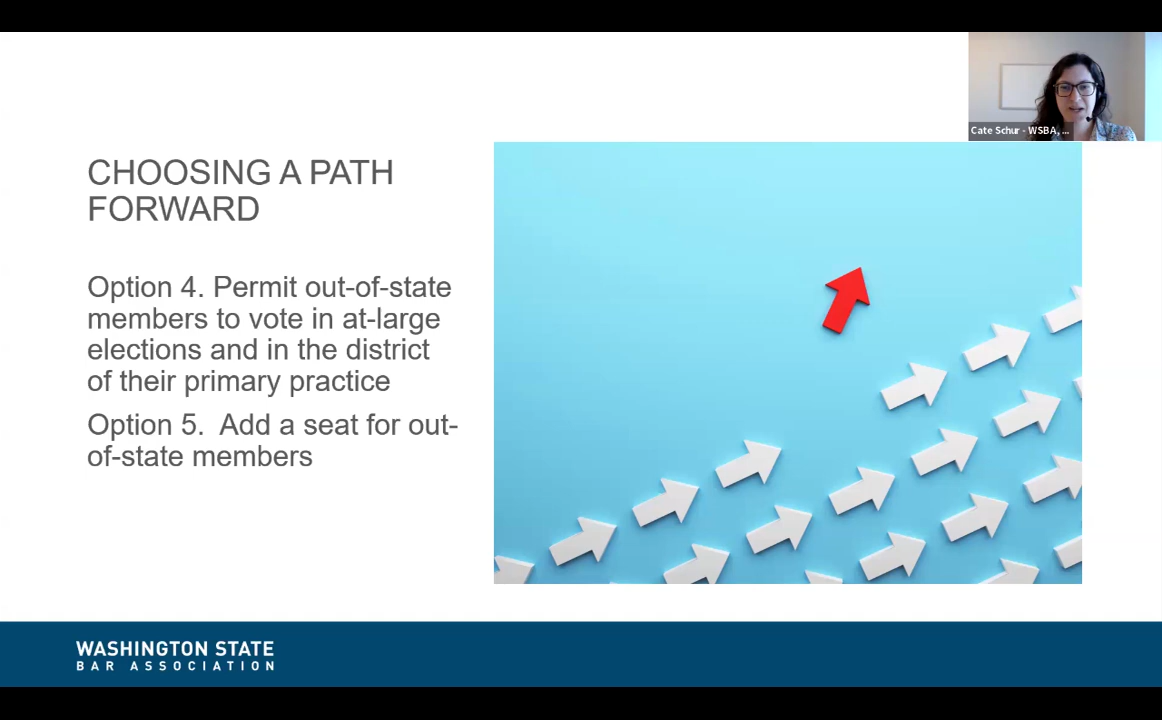 Cate Schur - WSBA, ...
CHOOSING A PATH
FORWARD
Option 4. Permit out-of-state
members to vote in at-large
elections and in the district
of their primary practice
Option 5.  Add a seat for out-
of-state members
WASHINGTON STATE
BAR ASSOCIATION